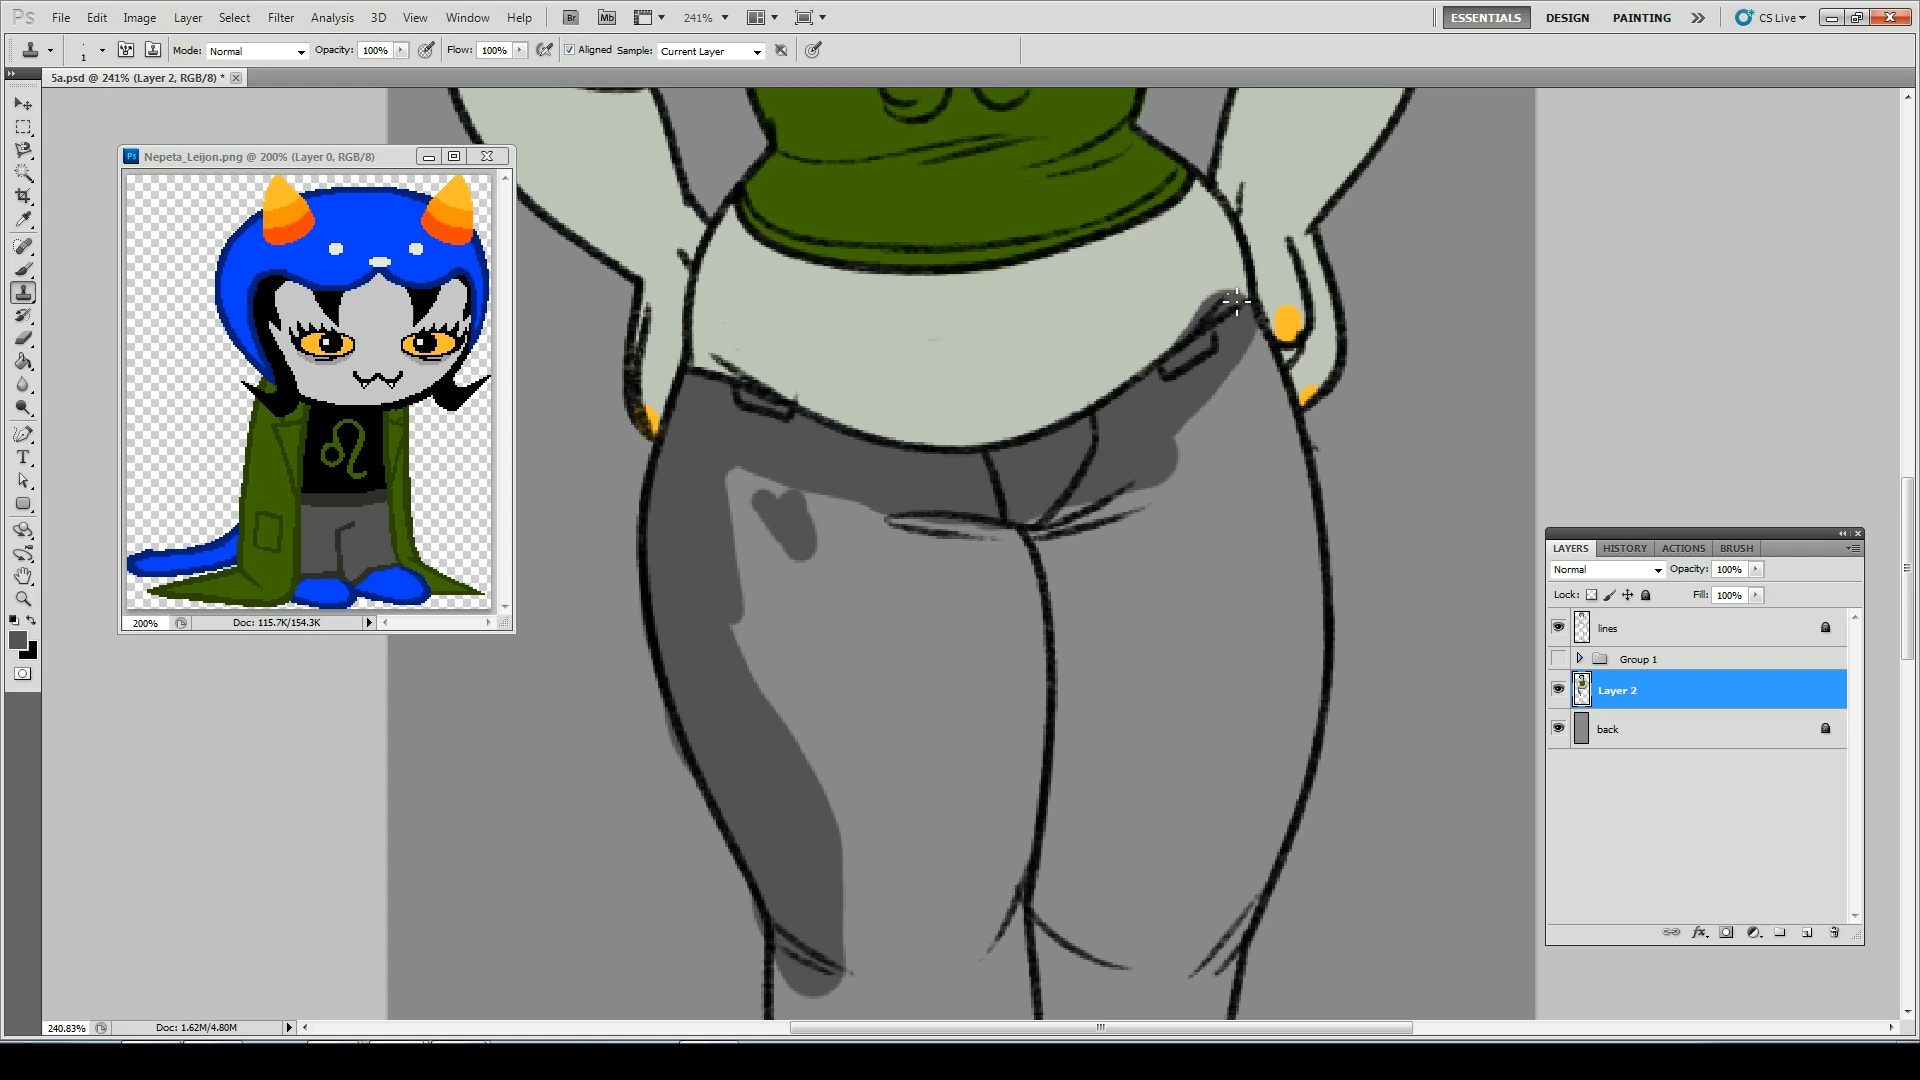 Ps File Edit Image Layer Select Filter Analysis 3D View Window Help Br Mb 241% ESSENTIALS DESIGN PAINTING CS Live
1 Mode: Normal Opacity: 100% Flow: 100% Aligned Sample: Current Layer
5a.psd @ 241% (Layer 2, RGB/8) *
Nepeta_Leijon.png @ 200% (Layer 0, RGB/8)
200% Doc: 115.7K/154.3K
LAYERS HISTORY ACTIONS BRUSH
Normal Opacity: 100%
Lock: Fill: 100%
lines
Group 1
Layer 2
back
fx
240.83% Doc: 1.62M/4.80M